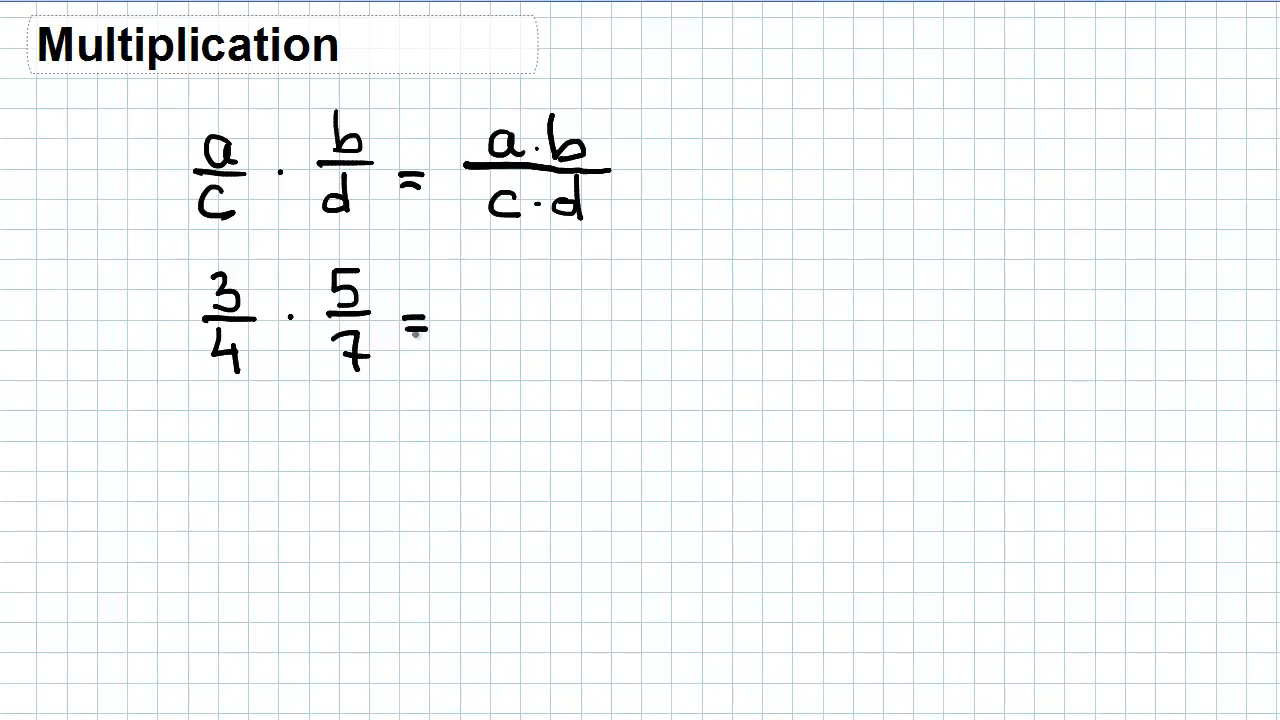 Multiplication
a/c · b/d = a·b/c·d
3/4 · 5/7 =